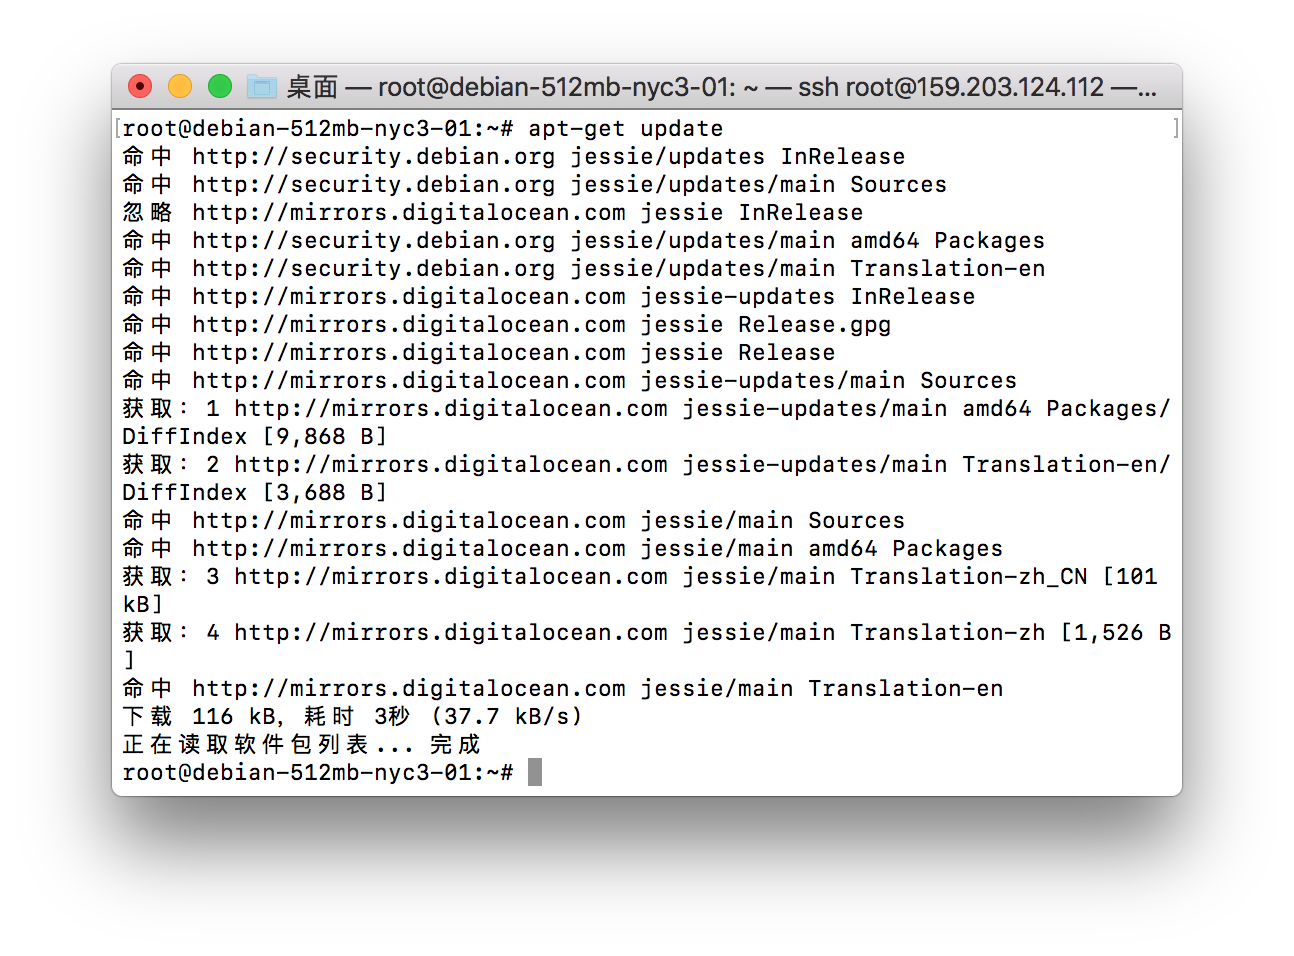 桌面 — root@debian-512mb-nyc3-01: ~ — ssh root@159.203.124.112 —...
[root@debian-512mb-nyc3-01:~# apt-get update ]
命中 http://security.debian.org jessie/updates InRelease
命中 http://security.debian.org jessie/updates/main Sources
忽略 http://mirrors.digitalocean.com jessie InRelease
命中 http://security.debian.org jessie/updates/main amd64 Packages
命中 http://security.debian.org jessie/updates/main Translation-en
命中 http://mirrors.digitalocean.com jessie-updates InRelease
命中 http://mirrors.digitalocean.com jessie Release.gpg
命中 http://mirrors.digitalocean.com jessie Release
命中 http://mirrors.digitalocean.com jessie-updates/main Sources
获取：1 http://mirrors.digitalocean.com jessie-updates/main amd64 Packages/
DiffIndex [9,868 B]
获取：2 http://mirrors.digitalocean.com jessie-updates/main Translation-en/
DiffIndex [3,688 B]
命中 http://mirrors.digitalocean.com jessie/main Sources
命中 http://mirrors.digitalocean.com jessie/main amd64 Packages
获取：3 http://mirrors.digitalocean.com jessie/main Translation-zh_CN [101
kB]
获取：4 http://mirrors.digitalocean.com jessie/main Translation-zh [1,526 B
]
命中 http://mirrors.digitalocean.com jessie/main Translation-en
下载 116 kB，耗时 3秒 (37.7 kB/s)
正在读取软件包列表... 完成
root@debian-512mb-nyc3-01:~#